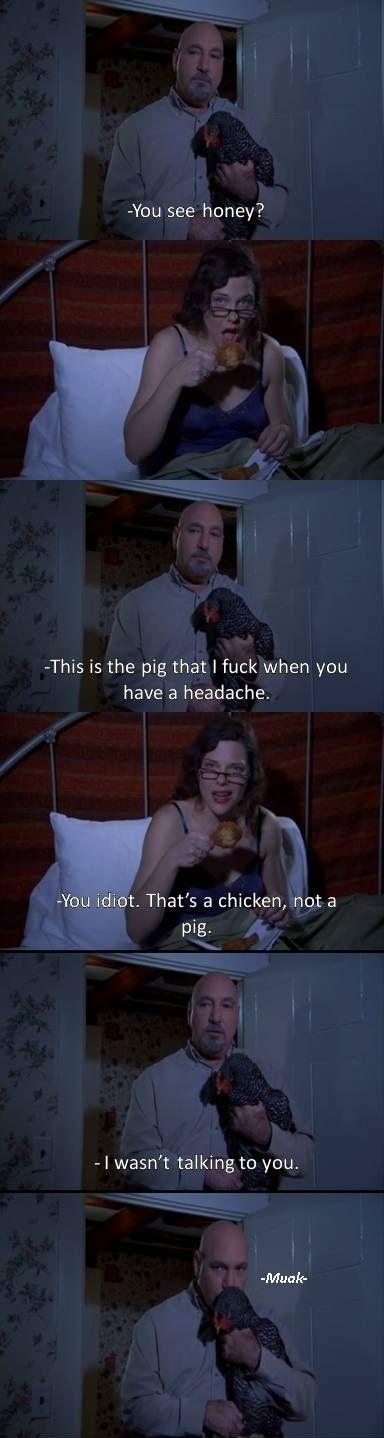 -You see honey?
-This is the pig that I fuck when you
have a headache.
-You idiot. That's a chicken, not a
pig.
- I wasn't talking to you.
-Muak-